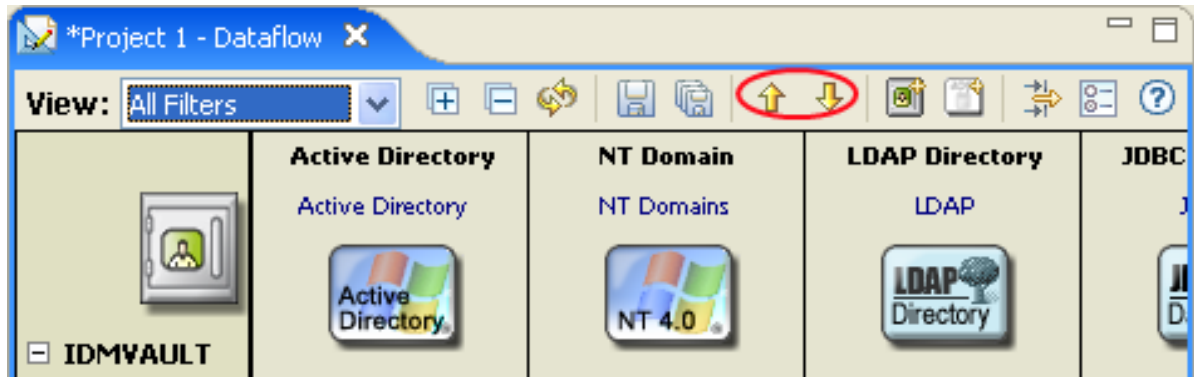 *Project 1 - Dataflow
View: All Filters
Active Directory NT Domain LDAP Directory JDBC
Active Directory NT Domains LDAP J
Active Directory NT 4.0 LDAP Directory
IDMVAULT